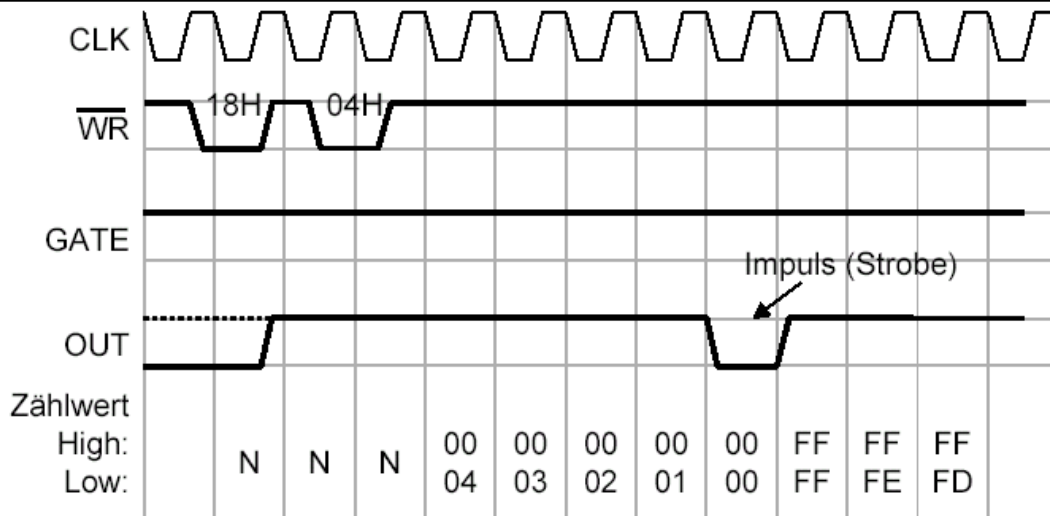 CLK
WR 18H 04H
GATE
Impuls (Strobe)
OUT
Zählwert
High: 00 00 00 00 00 FF FF FF
N N N
Low: 04 03 02 01 00 FF FE FD